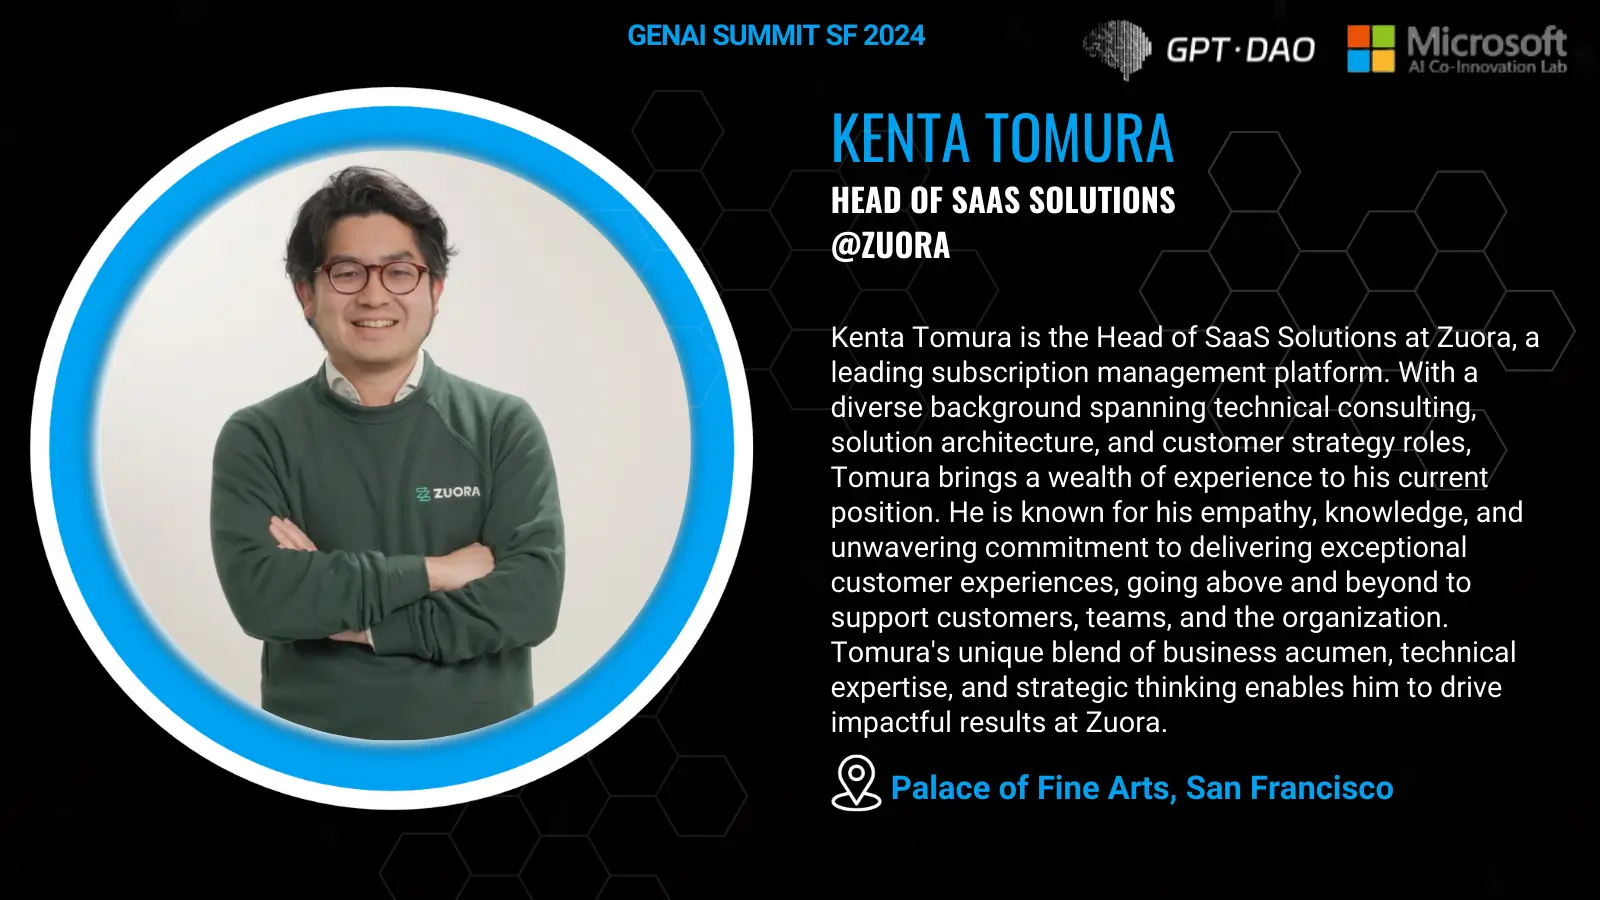 GENAI SUMMIT SF 2024
GPT·DAO
Microsoft
AI Co-Innovation Lab
KENTA TOMURA
HEAD OF SAAS SOLUTIONS
@ZUORA
Kenta Tomura is the Head of SaaS Solutions at Zuora, a
leading subscription management platform. With a
diverse background spanning technical consulting,
solution architecture, and customer strategy roles,
Tomura brings a wealth of experience to his current
position. He is known for his empathy, knowledge, and
unwavering commitment to delivering exceptional
customer experiences, going above and beyond to
support customers, teams, and the organization.
Tomura's unique blend of business acumen, technical
expertise, and strategic thinking enables him to drive
impactful results at Zuora.
Palace of Fine Arts, San Francisco
ZUORA